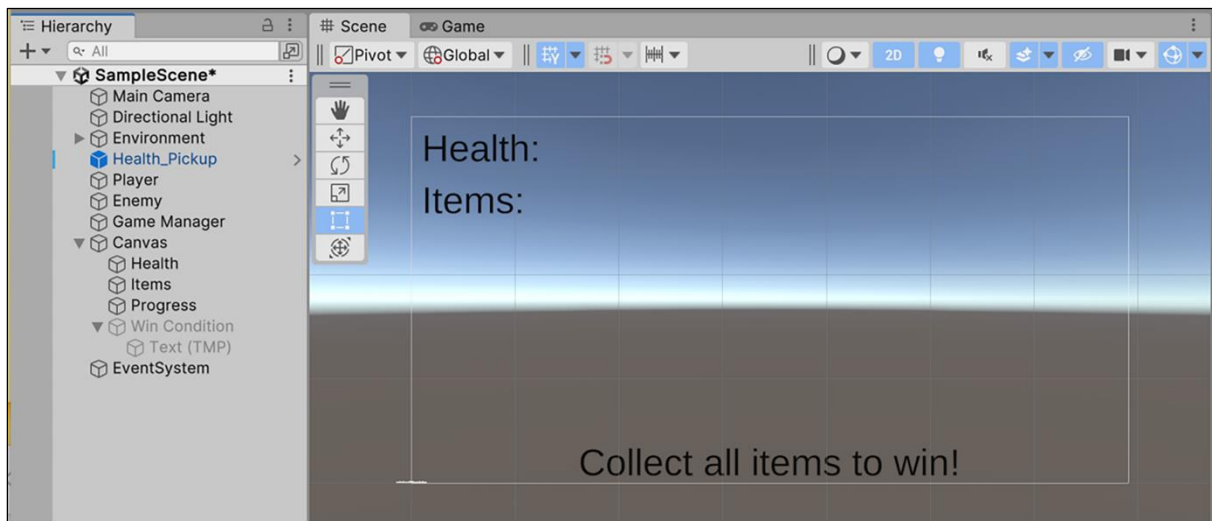 Hierarchy
All
SampleScene*
Main Camera
Directional Light
Environment
Health_Pickup
Player
Enemy
Game Manager
Canvas
Health
Items
Progress
Win Condition
Text (TMP)
EventSystem
Scene Game
Pivot Global 2D
Health:
Items:
Collect all items to win!